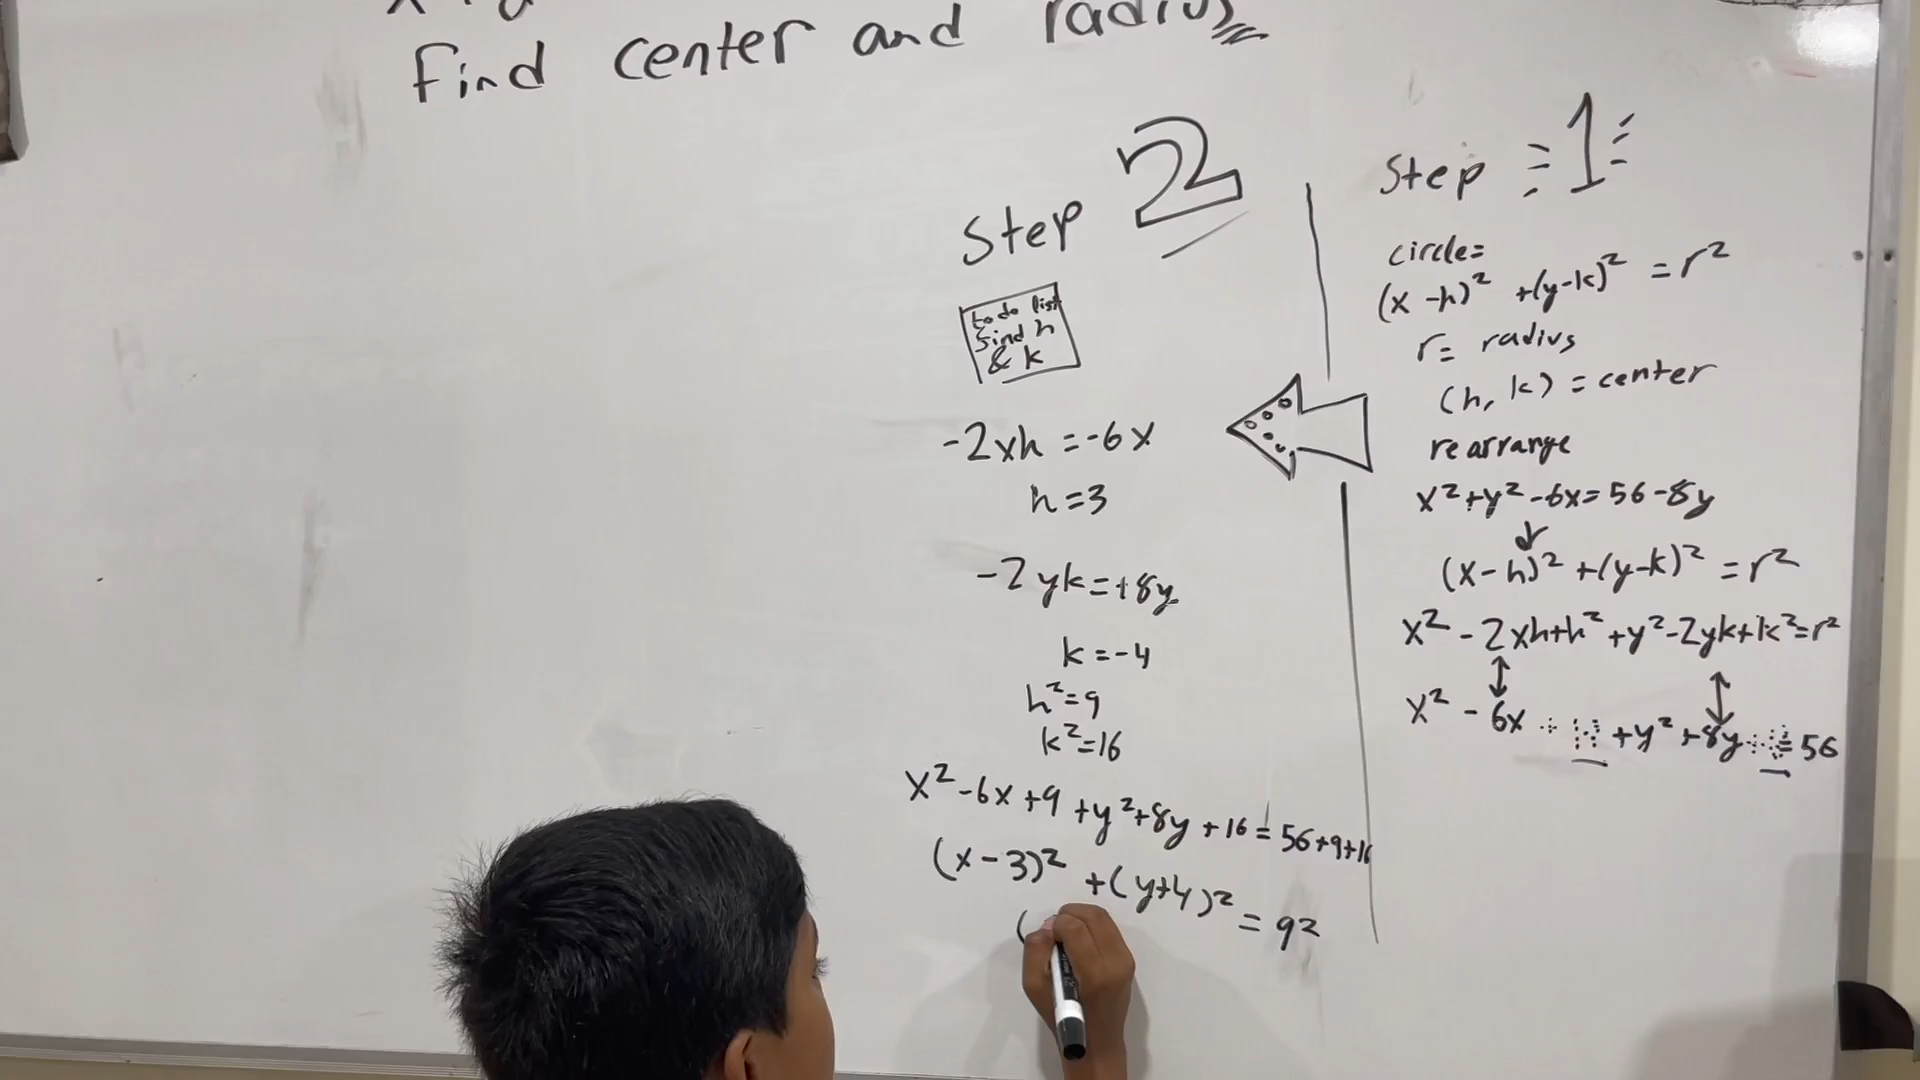 Find center and radius
Step 1
circle=
(x-h)² +(y-k)² = r²
r= radius
(h, k) = center
rearrange
x²+y²-6x=56-8y
(x-h)² +(y-k)² = r²
x² - 2xh+h² +y²-2yk+k²=r²
x² - 6x + +y² +8y + = 56
Step 2
to do list
find h
& k
-2xh = -6x
h=3
-2yk=+8y
k=-4
h²=9
k²=16
x²-6x+9 +y²+8y+16=56+9+16
(x-3)² +(y+4)² = 9²
(